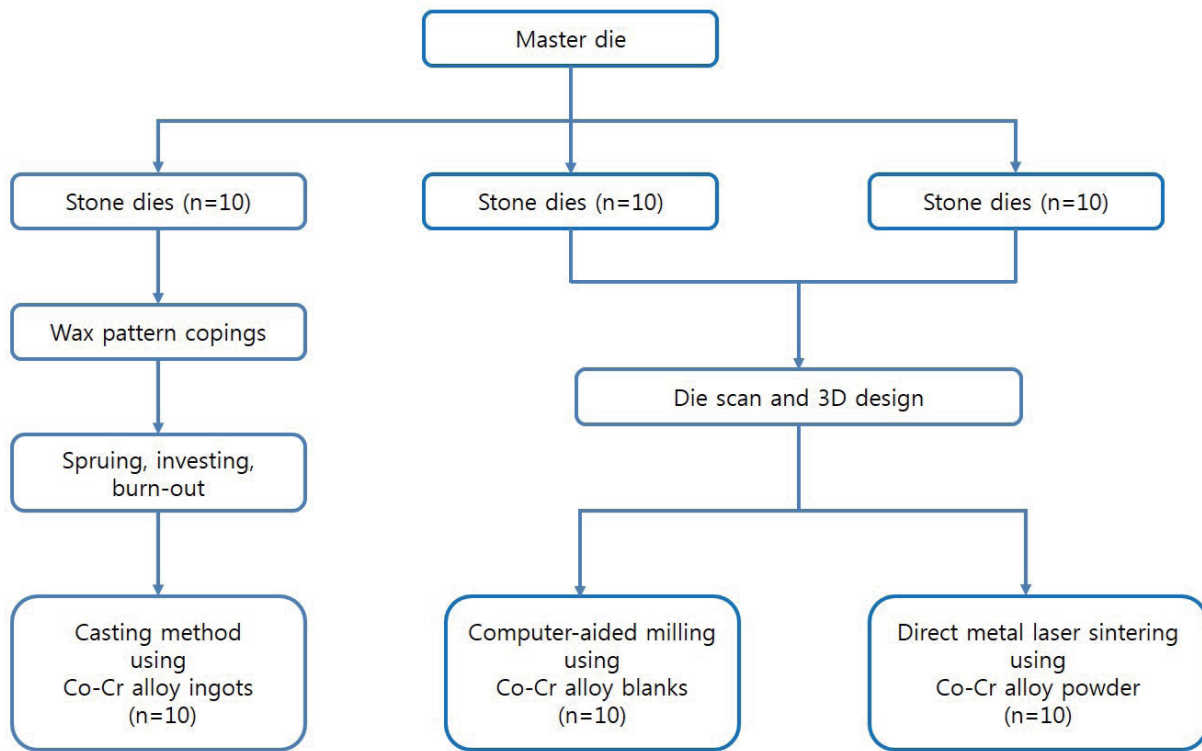 Master die
Stone dies (n=10)
Stone dies (n=10)
Stone dies (n=10)
Wax pattern copings
Die scan and 3D design
Spruing, investing,
burn-out
Casting method
using
Co-Cr alloy ingots
(n=10)
Computer-aided milling
using
Co-Cr alloy blanks
(n=10)
Direct metal laser sintering
using
Co-Cr alloy powder
(n=10)